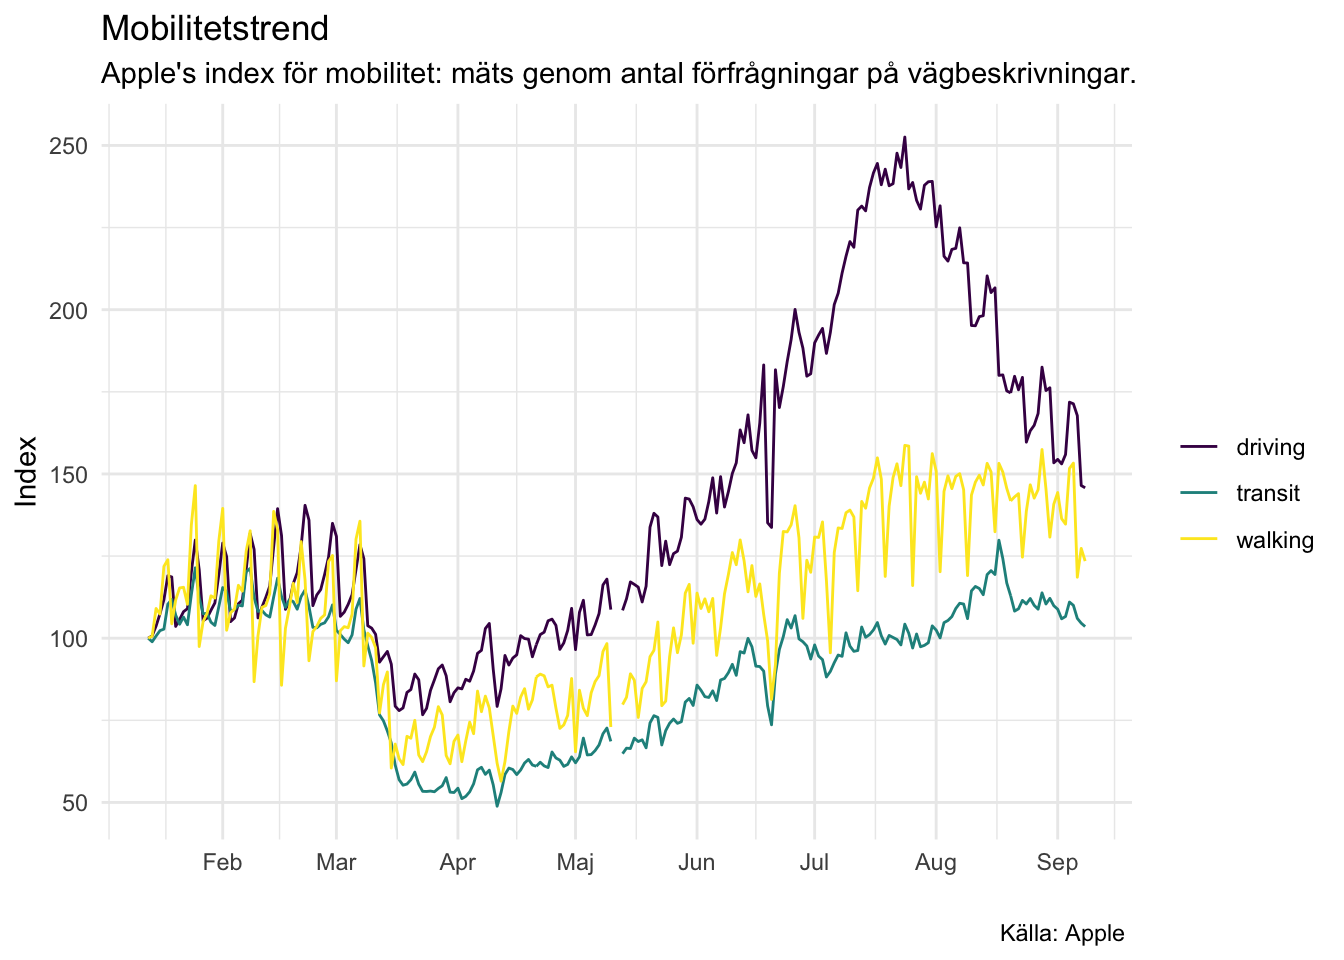 Mobilitetstrend
Apple's index för mobilitet: mäts genom antal förfrågningar på vägbeskrivningar.
Index
250
200
150
100
50
Feb Mar Apr Maj Jun Jul Aug Sep
driving
transit
walking
Källa: Apple